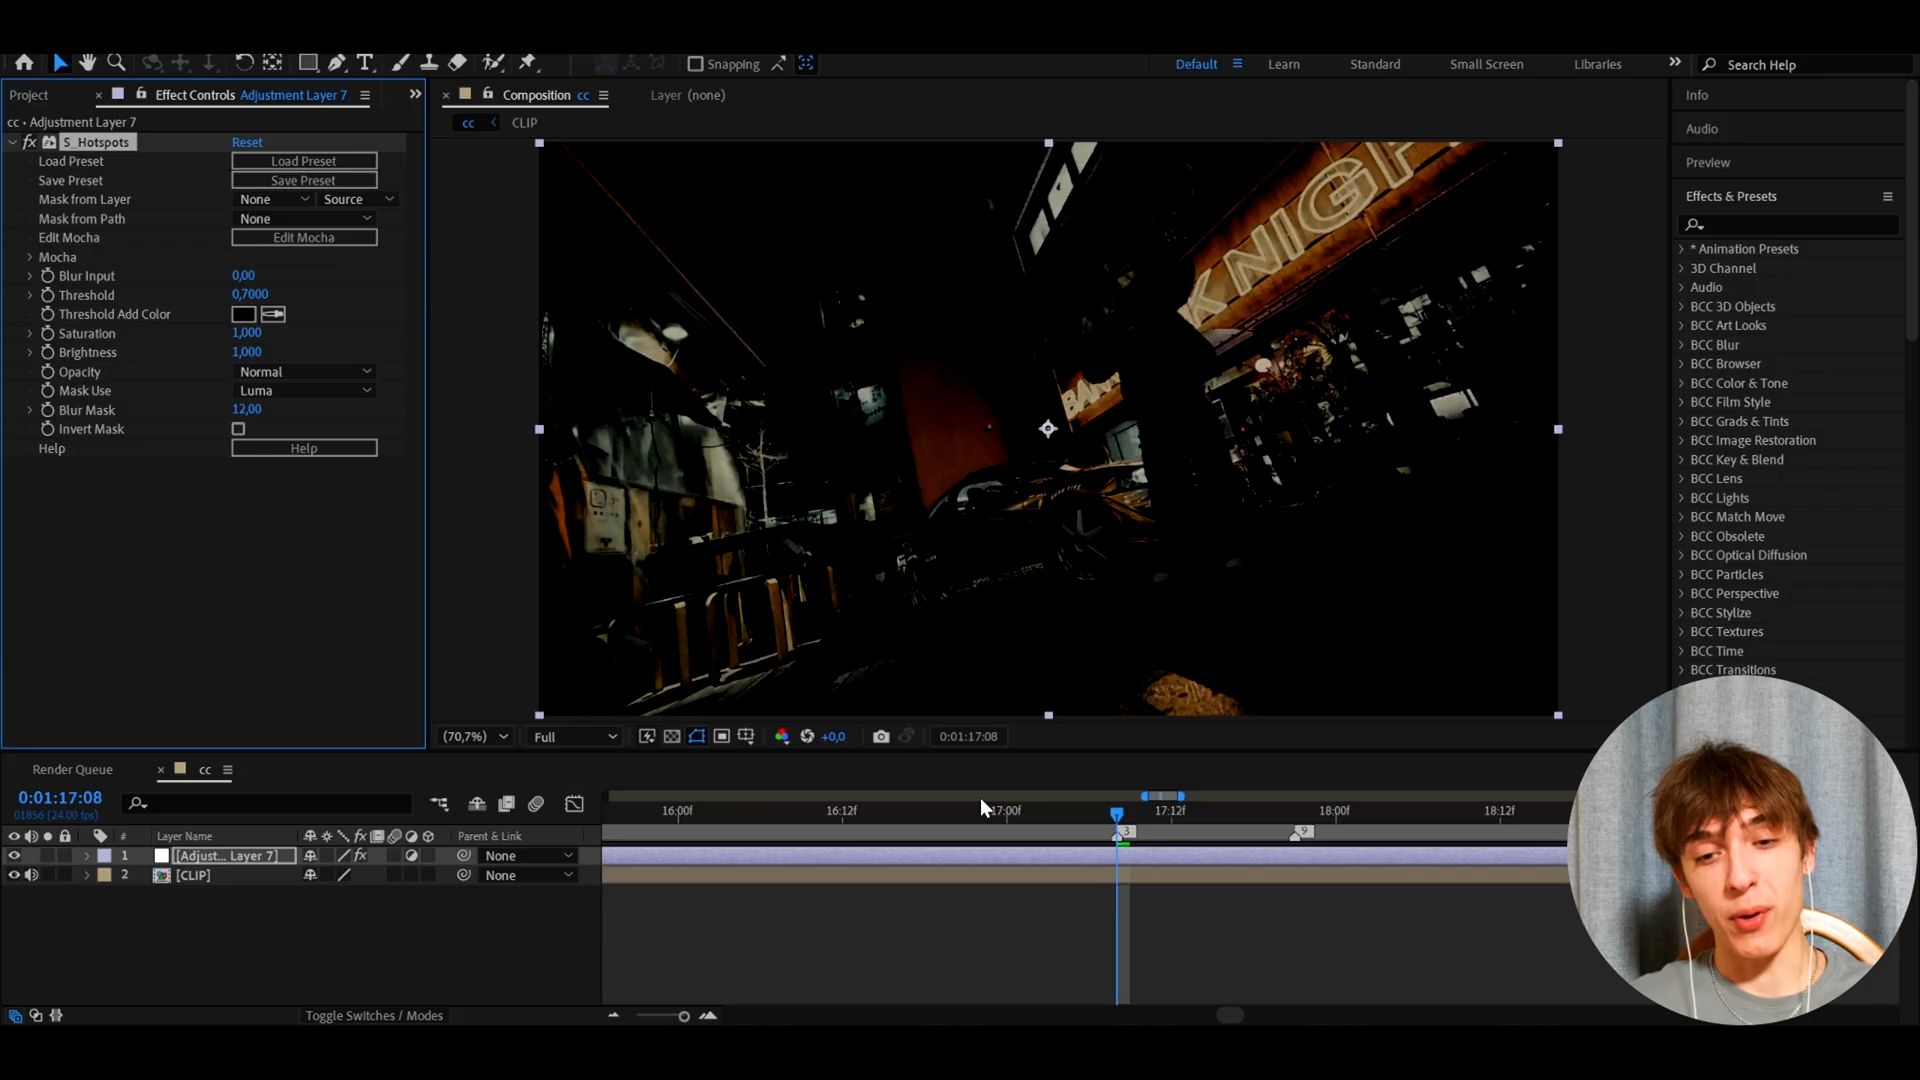 Snapping
Default
Learn
Standard
Small Screen
Libraries
Search Help
Project
Effect Controls Adjustment Layer 7
Composition cc
Layer (none)
cc
CLIP
cc • Adjustment Layer 7
fx S_Hotspots Reset
Load Preset Load Preset
Save Preset Save Preset
Mask from Layer None Source
Mask from Path None
Edit Mocha Edit Mocha
Mocha
Blur Input 0,00
Threshold 0,7000
Threshold Add Color
Saturation 1,000
Brightness 1,000
Opacity Normal
Mask Use Luma
Blur Mask 12,00
Invert Mask
Help Help
KNIGH
BAK
(70,7%) Full +0,0 0:01:17:08
Info
Audio
Preview
Effects & Presets
* Animation Presets
3D Channel
Audio
BCC 3D Objects
BCC Art Looks
BCC Blur
BCC Browser
BCC Color & Tone
BCC Film Style
BCC Grads & Tints
BCC Image Restoration
BCC Key & Blend
BCC Lens
BCC Lights
BCC Match Move
BCC Obsolete
BCC Optical Diffusion
BCC Particles
BCC Perspective
BCC Stylize
BCC Textures
BCC Time
BCC Transitions
Render Queue
cc
0:01:17:08
01856 (24.00 fps)
16:00f 16:12f 17:00f 17:12f 18:00f 18:12f
3 9
# Layer Name fx Parent & Link
1 [Adjust... Layer 7] fx None
2 [CLIP] None
Toggle Switches / Modes